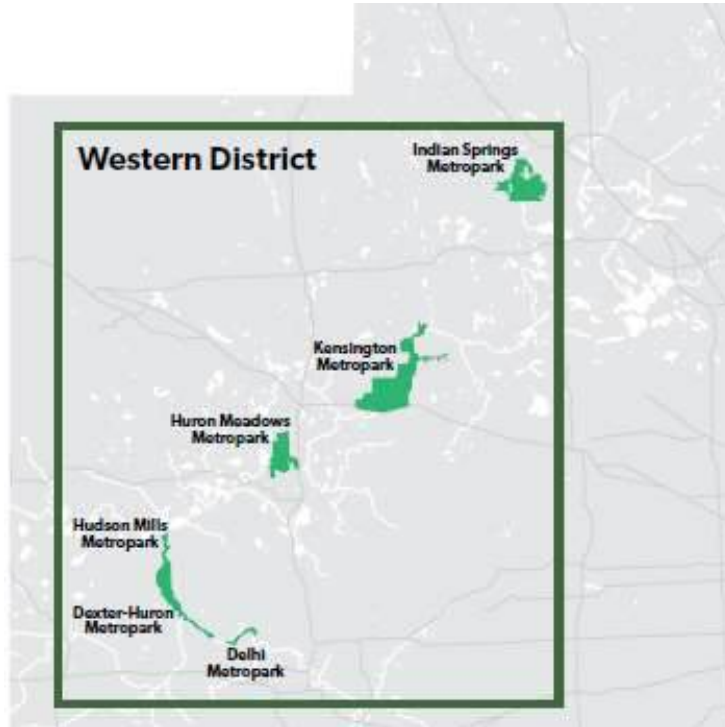 Western District
Indian Springs
Metropark
Kensington
Metropark
Huron Meadows
Metropark
Hudson Mills
Metropark
Dexter-Huron
Metropark
Delhi
Metropark